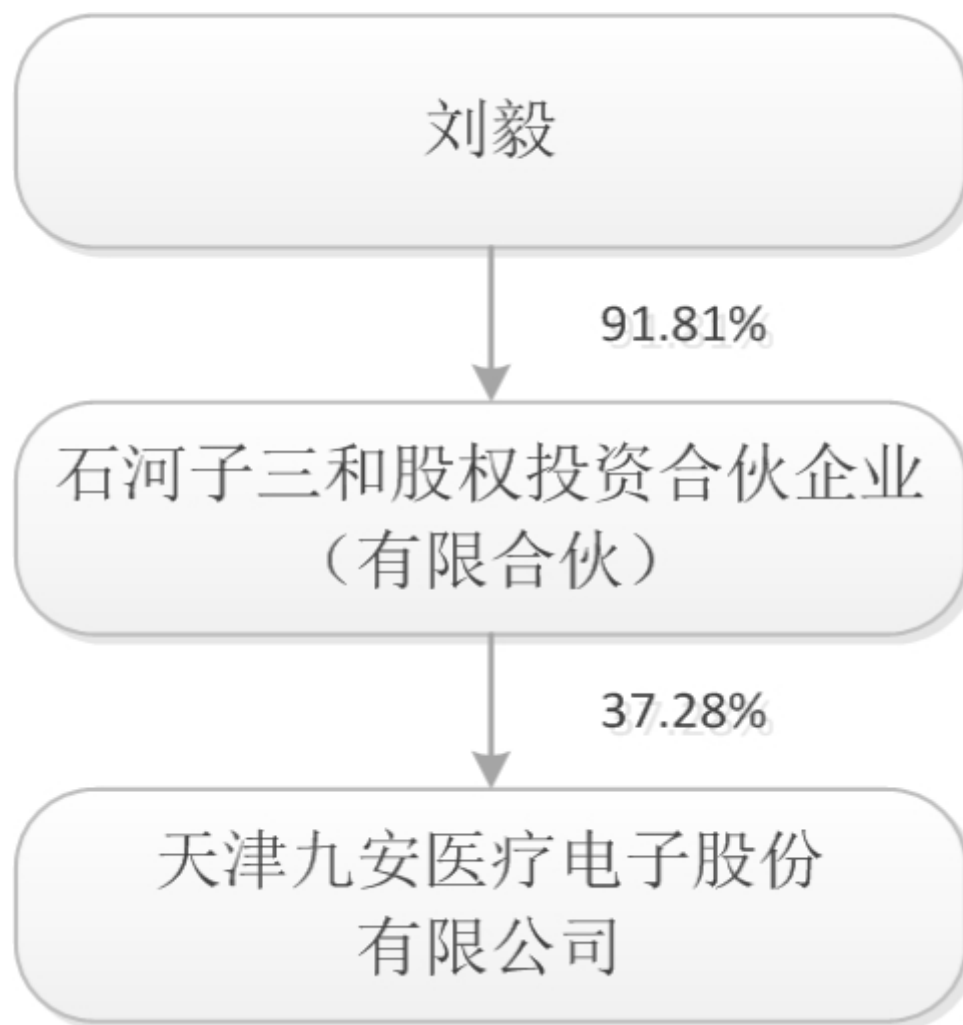 刘毅
91.81%
石河子三和股权投资合伙企业
（有限合伙）
37.28%
天津九安医疗电子股份
有限公司